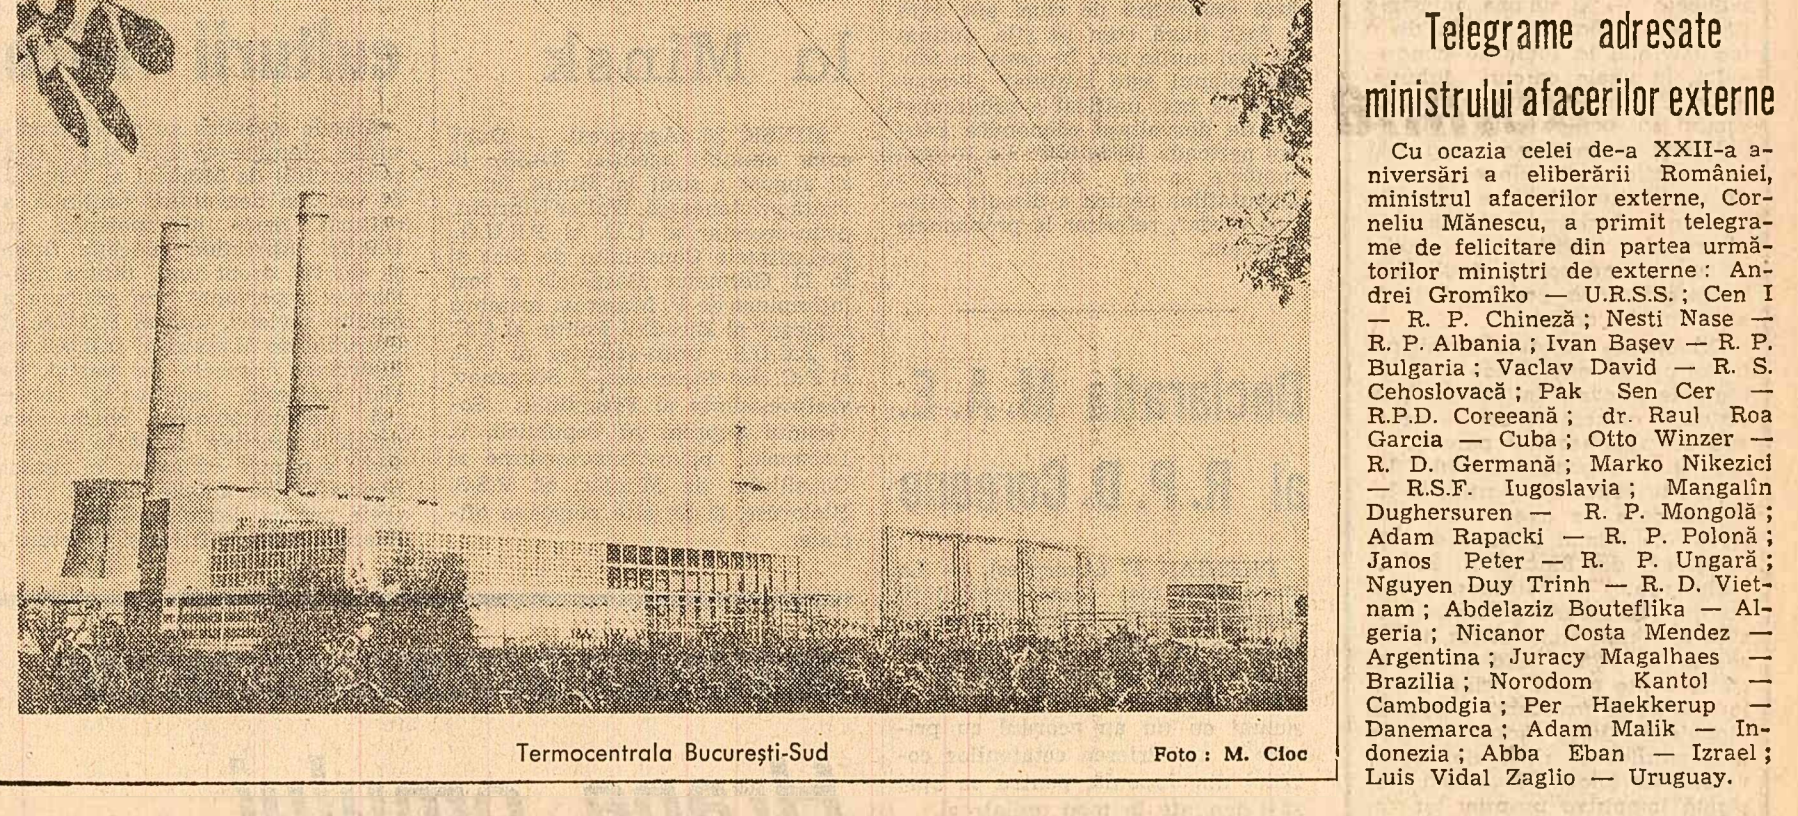 Termocentrala București-Sud
Foto : M. Cioc
Telegrame adresate
ministrului afacerilor externe
Cu ocazia celei de-a XXII-a a-
niversări a eliberării României,
ministrul afacerilor externe, Cor-
neliu Mănescu, a primit telegra-
me de felicitare din partea urmă-
torilor miniștri de externe : An-
drei Gromîko — U.R.S.S. ; Cen I
— R. P. Chineză ; Nesti Nase —
R. P. Albania ; Ivan Bașev — R. P.
Bulgaria ; Vaclav David — R. S.
Cehoslovacă ; Pak Sen Cer —
R.P.D. Coreeană ; dr. Raul Roa
Garcia — Cuba ; Otto Winzer —
R. D. Germană ; Marko Nikezici
— R.S.F. Iugoslavia ; Mangalîn
Dughersuren — R. P. Mongolă ;
Adam Rapacki — R. P. Polonă ;
Janos Peter — R. P. Ungară ;
Nguyen Duy Trinh — R. D. Viet-
nam ; Abdelaziz Bouteflika — Al-
geria ; Nicanor Costa Mendez —
Argentina ; Juracy Magalhaes —
Brazilia ; Norodom Kantol —
Cambodgia ; Per Haekkerup —
Danemarca ; Adam Malik — In-
donezia ; Abba Eban — Izrael ;
Luis Vidal Zaglio — Uruguay.